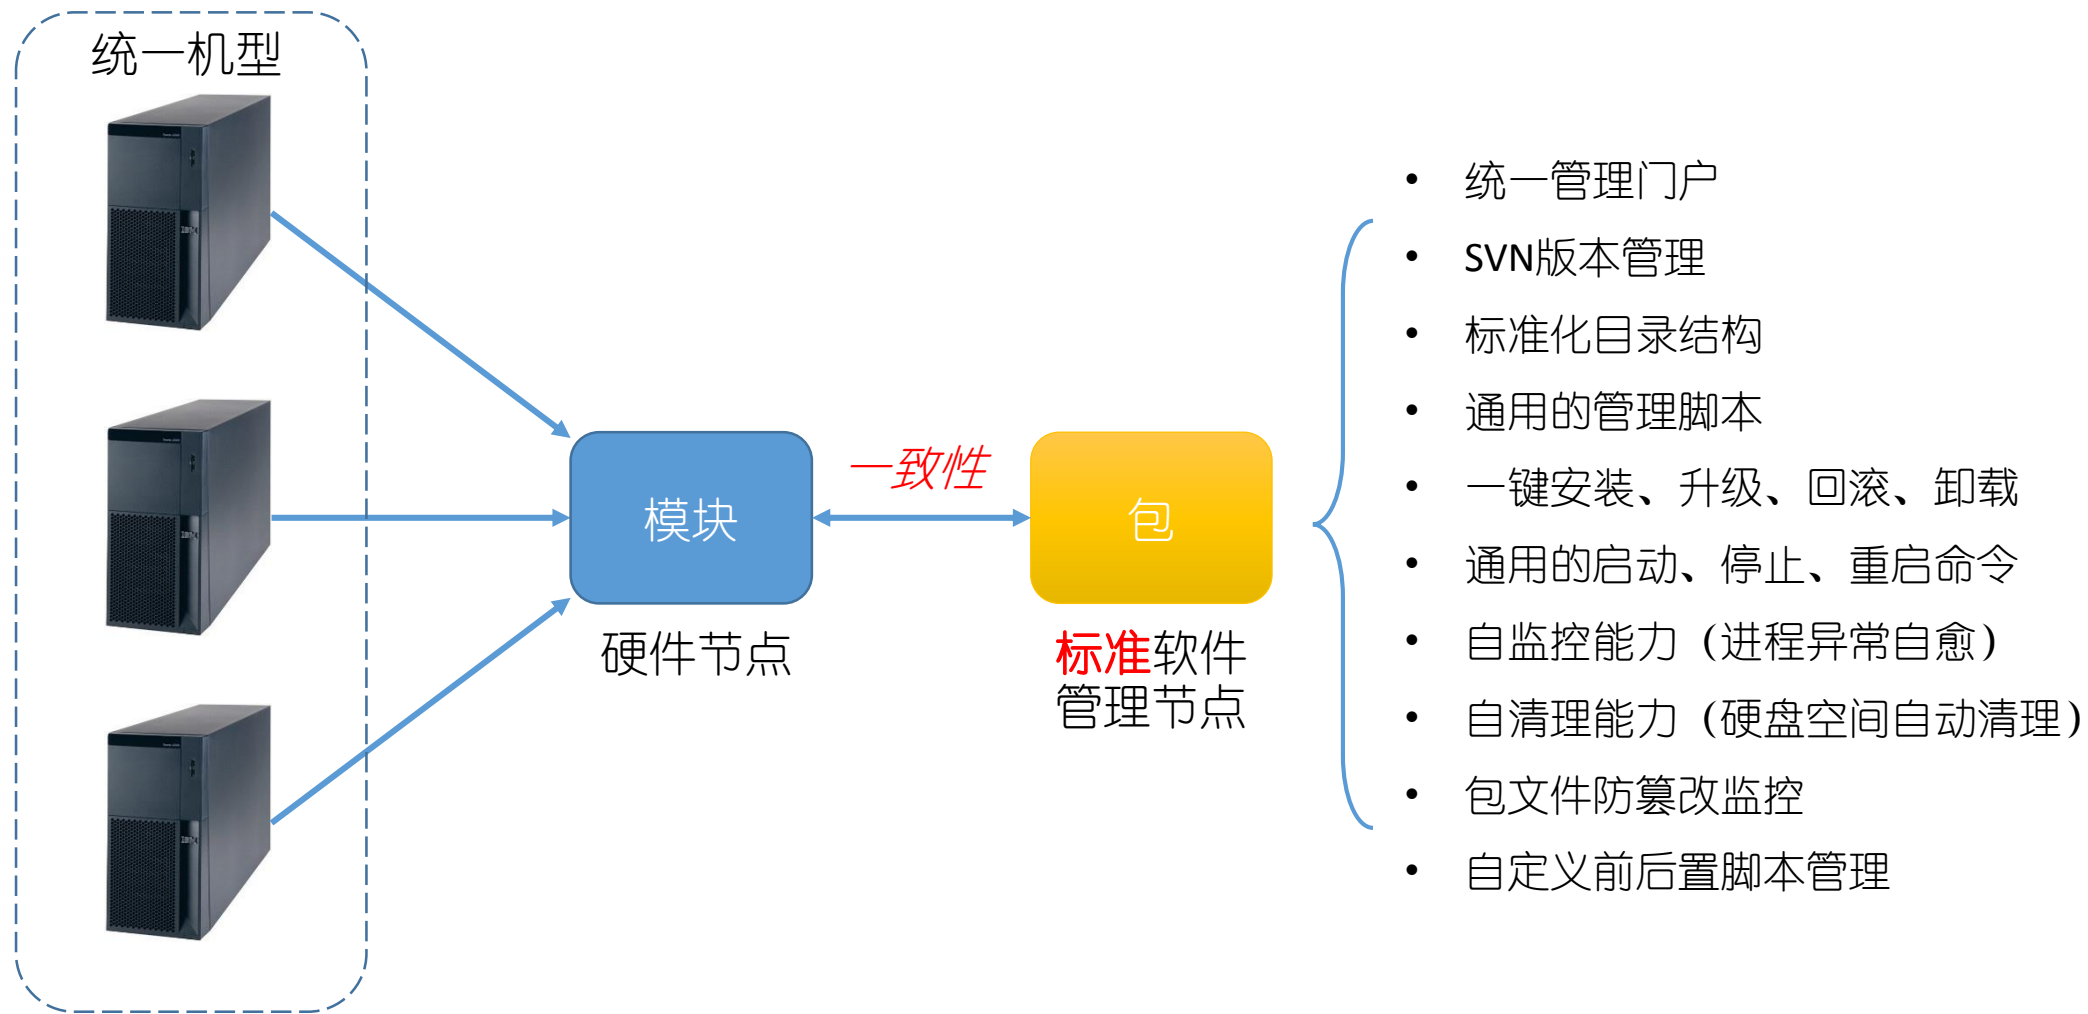 统一机型
模块
硬件节点
一致性
包
标准软件
管理节点
• 统一管理门户
• SVN版本管理
• 标准化目录结构
• 通用的管理脚本
• 一键安装、升级、回滚、卸载
• 通用的启动、停止、重启命令
• 自监控能力（进程异常自愈）
• 自清理能力（硬盘空间自动清理）
• 包文件防篡改监控
• 自定义前后置脚本管理